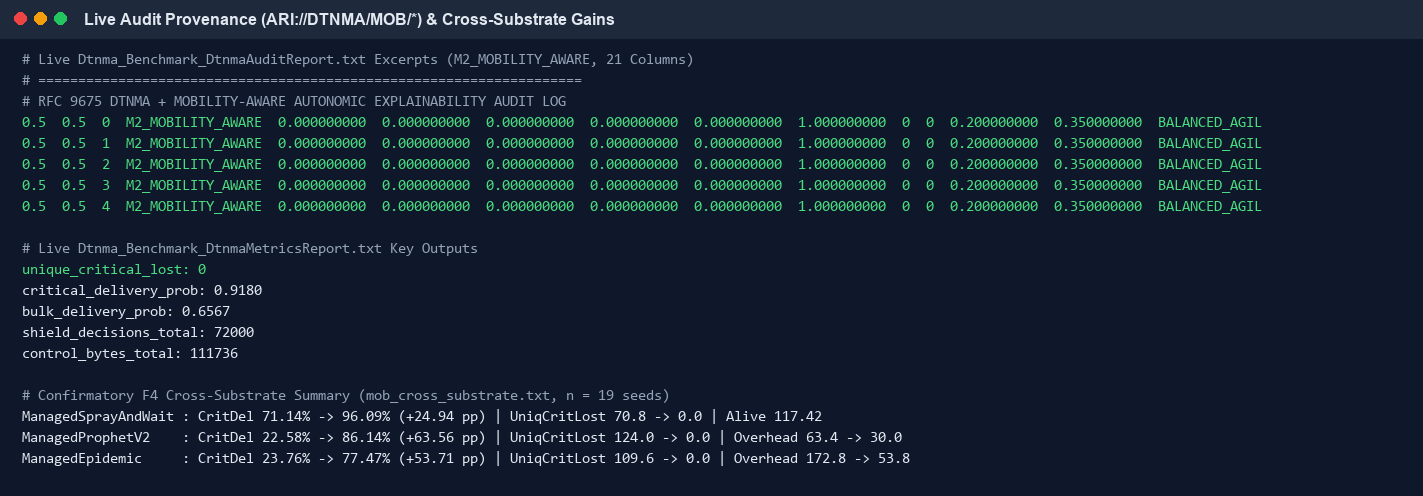 Live Audit Provenance (ARI://DTNMA/MOB/*) & Cross-Substrate Gains
# Live Dtnma_Benchmark_DtnmaAuditReport.txt Excerpts (M2_MOBILITY_AWARE, 21 Columns)
# ==================================================================
# RFC 9675 DTNMA + MOBILITY-AWARE AUTONOMIC EXPLAINABILITY AUDIT LOG
0.5  0.5  0  M2_MOBILITY_AWARE  0.000000000  0.000000000  0.000000000  0.000000000  0.000000000  1.000000000  0  0  0.200000000  0.350000000  BALANCED_AGIL
0.5  0.5  1  M2_MOBILITY_AWARE  0.000000000  0.000000000  0.000000000  0.000000000  0.000000000  1.000000000  0  0  0.200000000  0.350000000  BALANCED_AGIL
0.5  0.5  2  M2_MOBILITY_AWARE  0.000000000  0.000000000  0.000000000  0.000000000  0.000000000  1.000000000  0  0  0.200000000  0.350000000  BALANCED_AGIL
0.5  0.5  3  M2_MOBILITY_AWARE  0.000000000  0.000000000  0.000000000  0.000000000  0.000000000  1.000000000  0  0  0.200000000  0.350000000  BALANCED_AGIL
0.5  0.5  4  M2_MOBILITY_AWARE  0.000000000  0.000000000  0.000000000  0.000000000  0.000000000  1.000000000  0  0  0.200000000  0.350000000  BALANCED_AGIL
# Live Dtnma_Benchmark_DtnmaMetricsReport.txt Key Outputs
unique_critical_lost: 0
critical_delivery_prob: 0.9180
bulk_delivery_prob: 0.6567
shield_decisions_total: 72000
control_bytes_total: 111736
# Confirmatory F4 Cross-Substrate Summary (mob_cross_substrate.txt, n = 19 seeds)
ManagedSprayAndWait : CritDel 71.14% -> 96.09% (+24.94 pp) | UniqCritLost 70.8 -> 0.0 | Alive 117.42
ManagedProphetV2    : CritDel 22.58% -> 86.14% (+63.56 pp) | UniqCritLost 124.0 -> 0.0 | Overhead 63.4 -> 30.0
ManagedEpidemic     : CritDel 23.76% -> 77.47% (+53.71 pp) | UniqCritLost 109.6 -> 0.0 | Overhead 172.8 -> 53.8